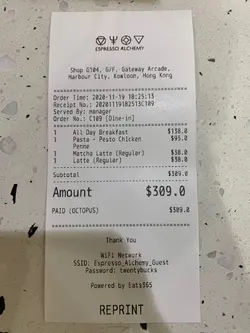 ESPRESSO ALCHEMY
Shop G104, G/F, Gateway Arcade,
Harbour City, Kowloon, Hong Kong
Order Time: 2020-11-19 10:25:13
Receipt No.: 20201119102513C109
Served By: manager
Order No.: C109 [Dine-in]
1 All Day Breakfast $138.0
1 Pasta - Pesto Chicken $95.0
Penne
1 Matcha Latte (Regular) $38.0
1 Latte (Regular) $38.0
Subtotal $309.0
Amount $309.0
PAID (OCTOPUS) $309.0
Thank You
WiFi Network
SSID: Espresso_Alchemy_Guest
Password: twentybucks
Powered by Eats365
REPRINT